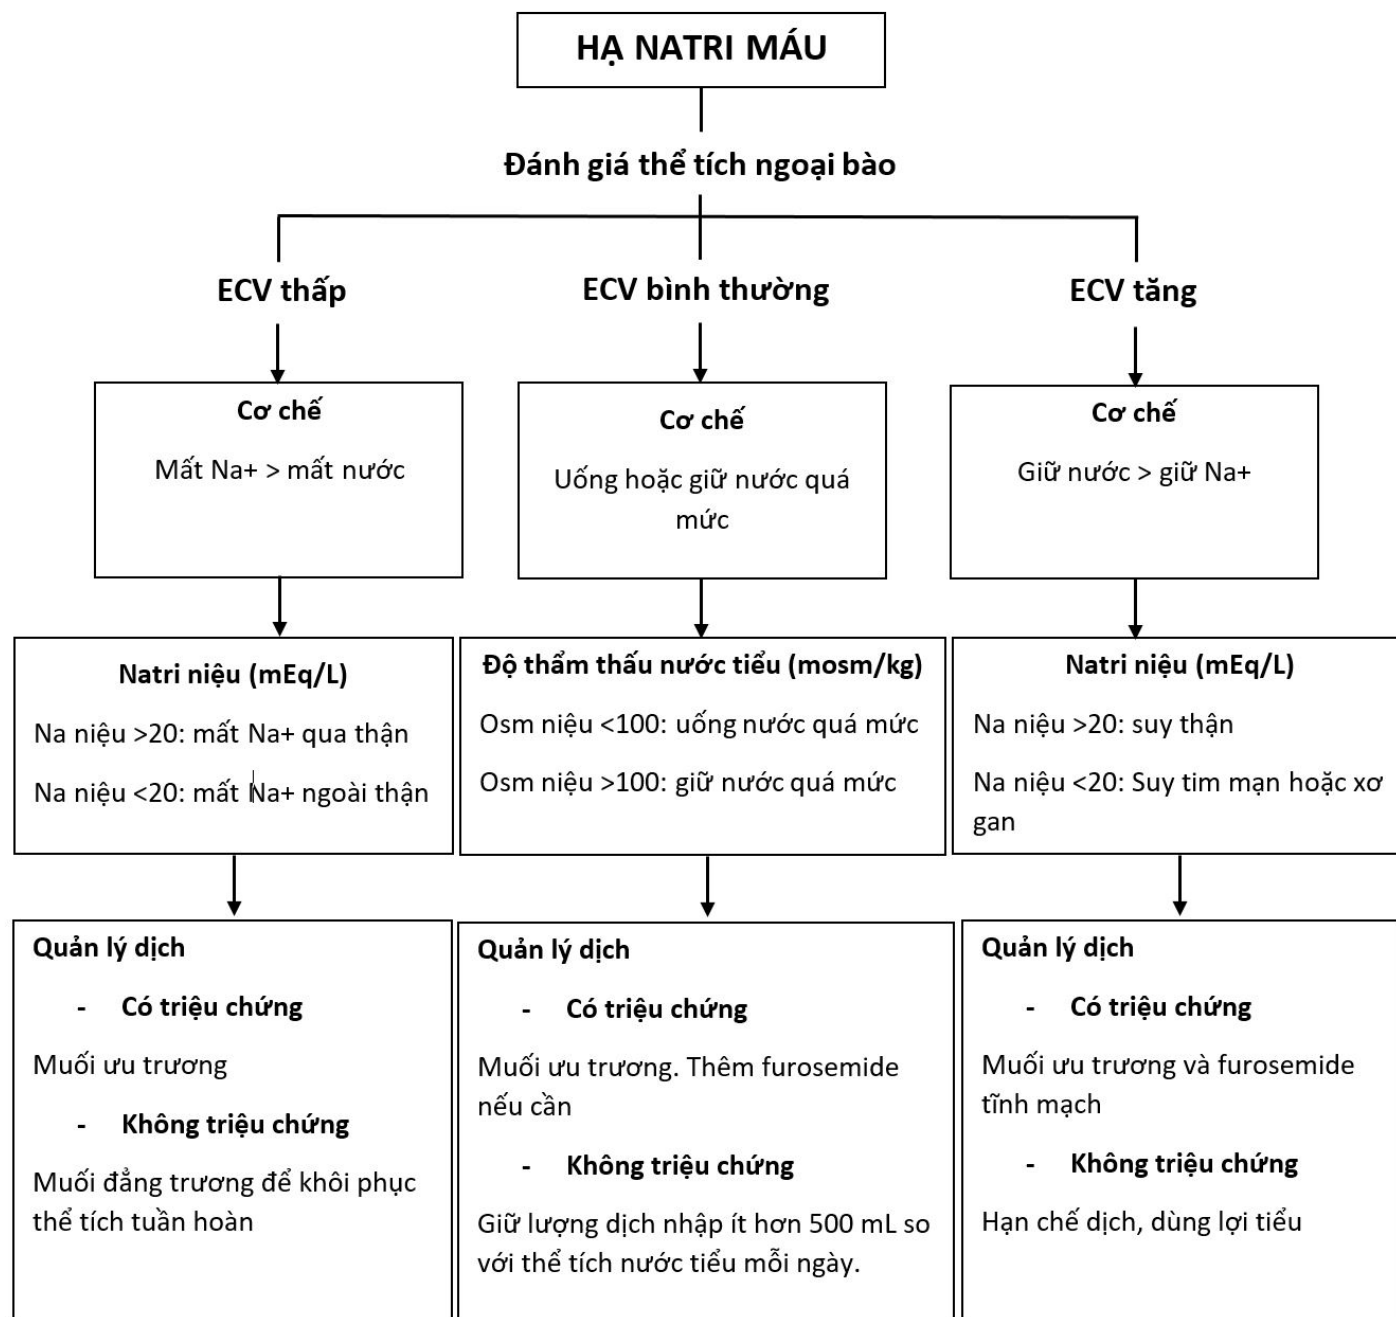 HẠ NATRI MÁU
Đánh giá thể tích ngoại bào
ECV thấp
ECV bình thường
ECV tăng
Cơ chế
Mất Na+ > mất nước
Cơ chế
Uống hoặc giữ nước quá
mức
Cơ chế
Giữ nước > giữ Na+
Natri niệu (mEq/L)
Na niệu >20: mất Na+ qua thận
Na niệu <20: mất Na+ ngoài thận
Độ thẩm thấu nước tiểu (mosm/kg)
Osm niệu <100: uống nước quá mức
Osm niệu >100: giữ nước quá mức
Natri niệu (mEq/L)
Na niệu >20: suy thận
Na niệu <20: Suy tim mạn hoặc xơ
gan
Quản lý dịch
- Có triệu chứng
Muối ưu trương
- Không triệu chứng
Muối đẳng trương để khôi phục
thể tích tuần hoàn
Quản lý dịch
- Có triệu chứng
Muối ưu trương. Thêm furosemide
nếu cần
- Không triệu chứng
Giữ lượng dịch nhập ít hơn 500 mL so
với thể tích nước tiểu mỗi ngày.
Quản lý dịch
- Có triệu chứng
Muối ưu trương và furosemide
tĩnh mạch
- Không triệu chứng
Hạn chế dịch, dùng lợi tiểu